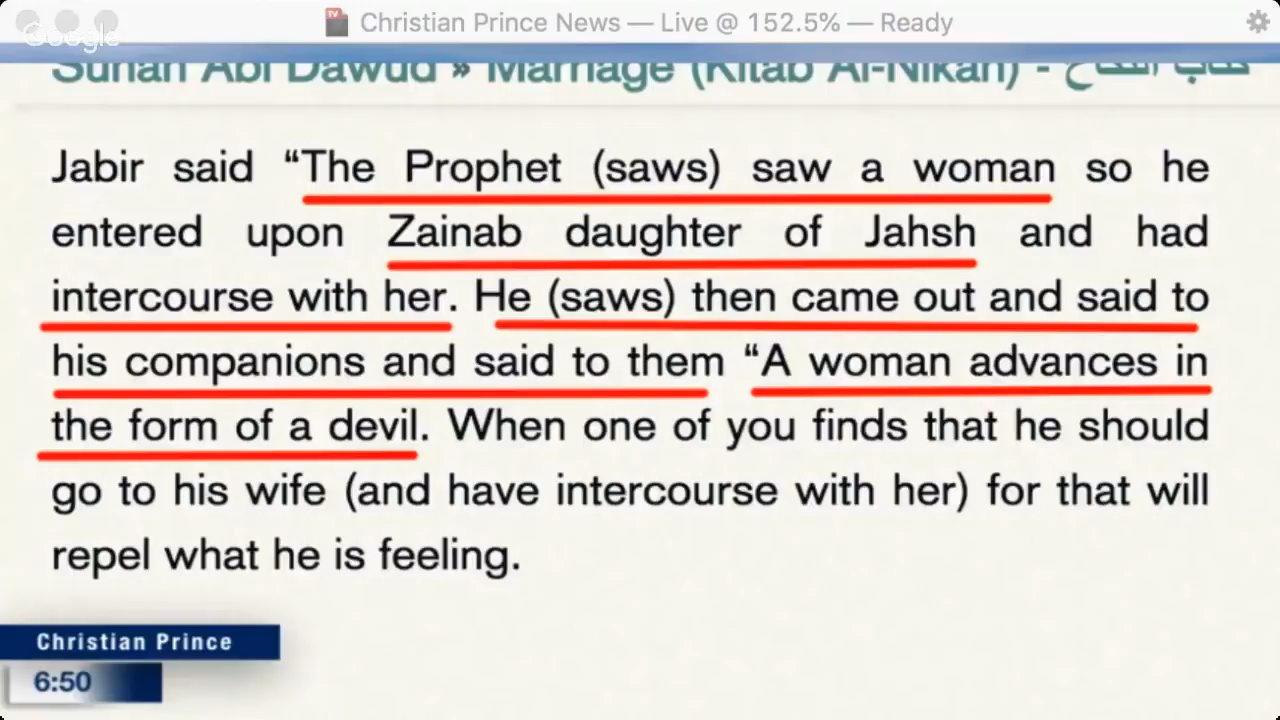 Christian Prince News — Live @ 152.5% — Ready
Google
Sunan Abi Dawud » Marriage (Kitab Al-Nikah) - كتاب النكاح
Jabir said “The Prophet (saws) saw a woman so he
entered upon Zainab daughter of Jahsh and had
intercourse with her. He (saws) then came out and said to
his companions and said to them “A woman advances in
the form of a devil. When one of you finds that he should
go to his wife (and have intercourse with her) for that will
repel what he is feeling.
Christian Prince
6:50